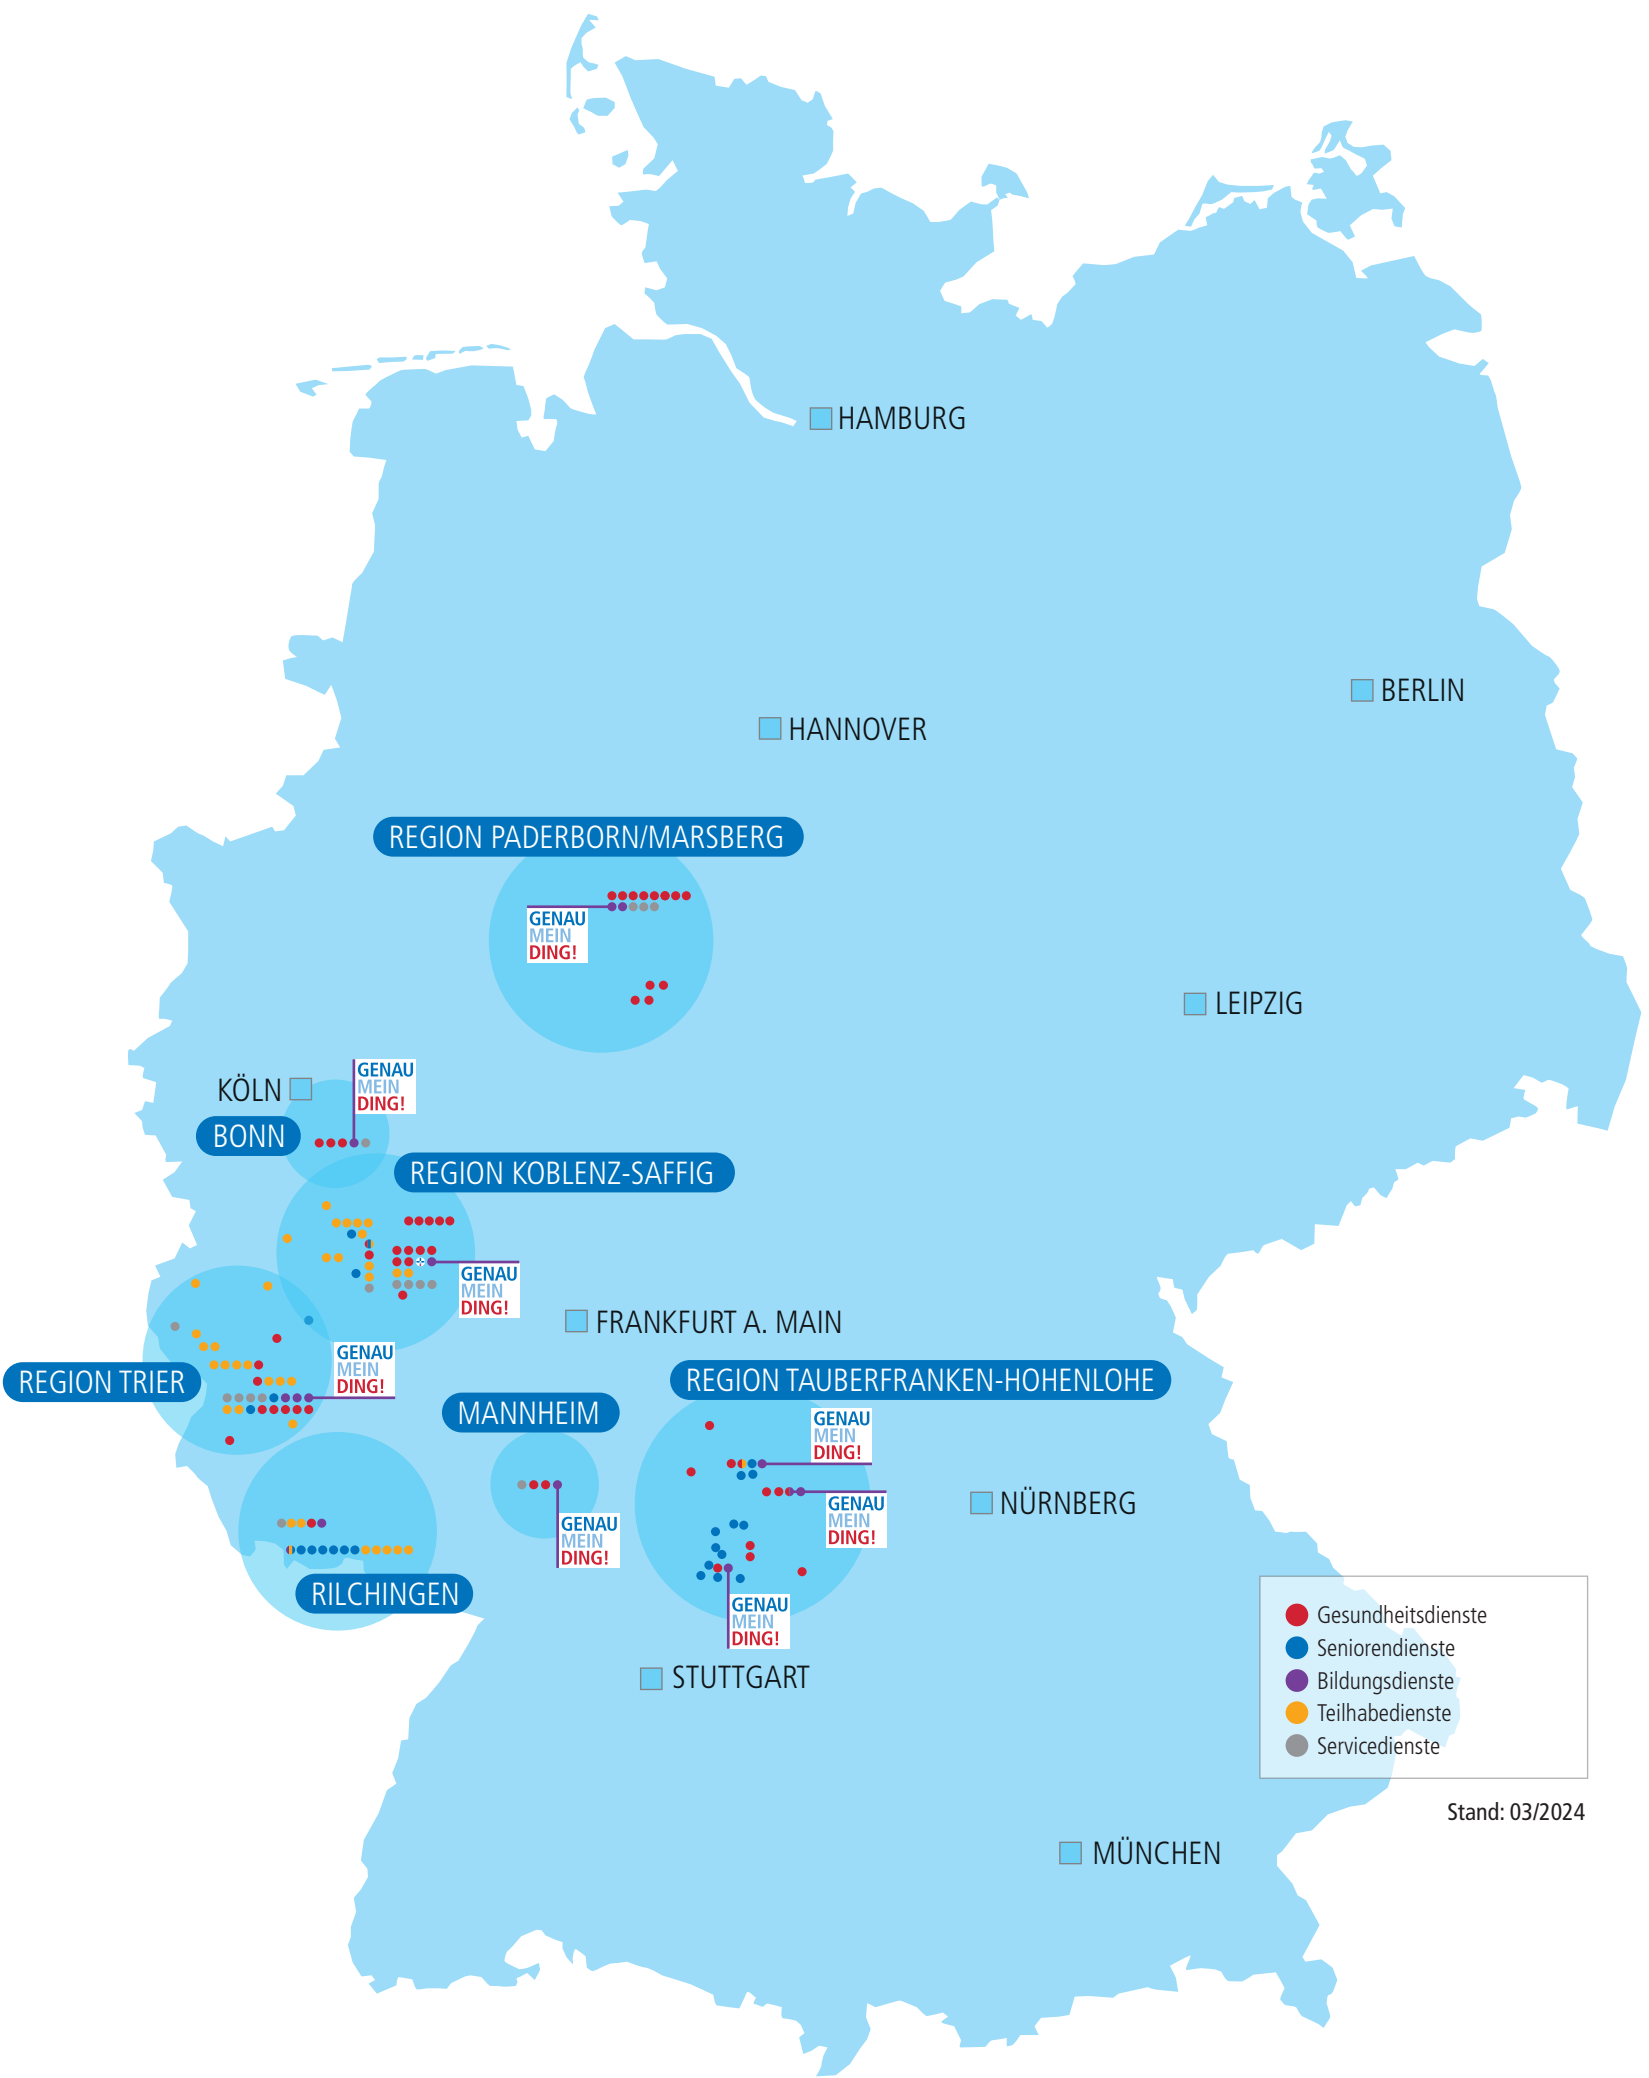 HAMBURG
BERLIN
HANNOVER
REGION PADERBORN/MARSBERG
GENAU
MEIN
DING!
LEIPZIG
KÖLN
GENAU
MEIN
DING!
BONN
REGION KOBLENZ-SAFFIG
GENAU
MEIN
DING!
FRANKFURT A. MAIN
REGION TRIER
GENAU
MEIN
DING!
REGION TAUBERFRANKEN-HOHENLOHE
MANNHEIM
GENAU
MEIN
DING!
GENAU
MEIN
DING!
NÜRNBERG
GENAU
MEIN
DING!
RILCHINGEN
GENAU
MEIN
DING!
STUTTGART
Gesundheitsdienste
Seniorendienste
Bildungsdienste
Teilhabedienste
Servicedienste
Stand: 03/2024
MÜNCHEN